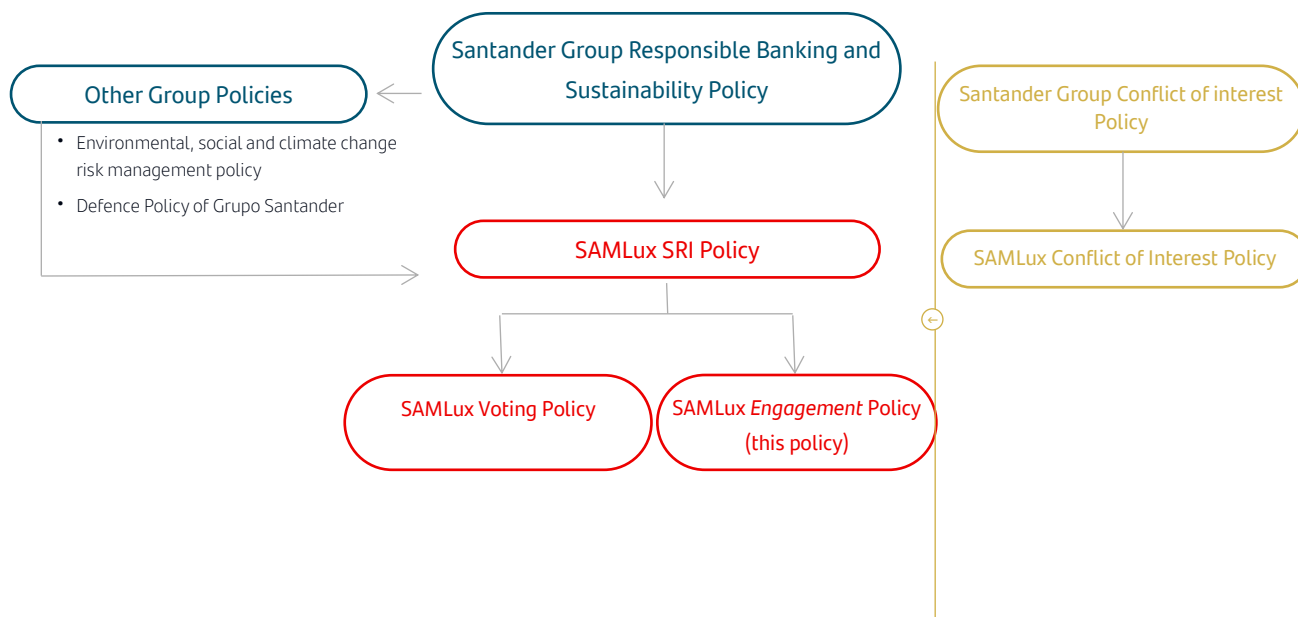 Santander Group Responsible Banking and
Sustainability Policy
Other Group Policies
• Environmental, social and climate change
risk management policy
• Defence Policy of Grupo Santander
Santander Group Conflict of interest
Policy
SAMLux SRI Policy
SAMLux Conflict of Interest Policy
SAMLux Voting Policy
SAMLux Engagement Policy
(this policy)